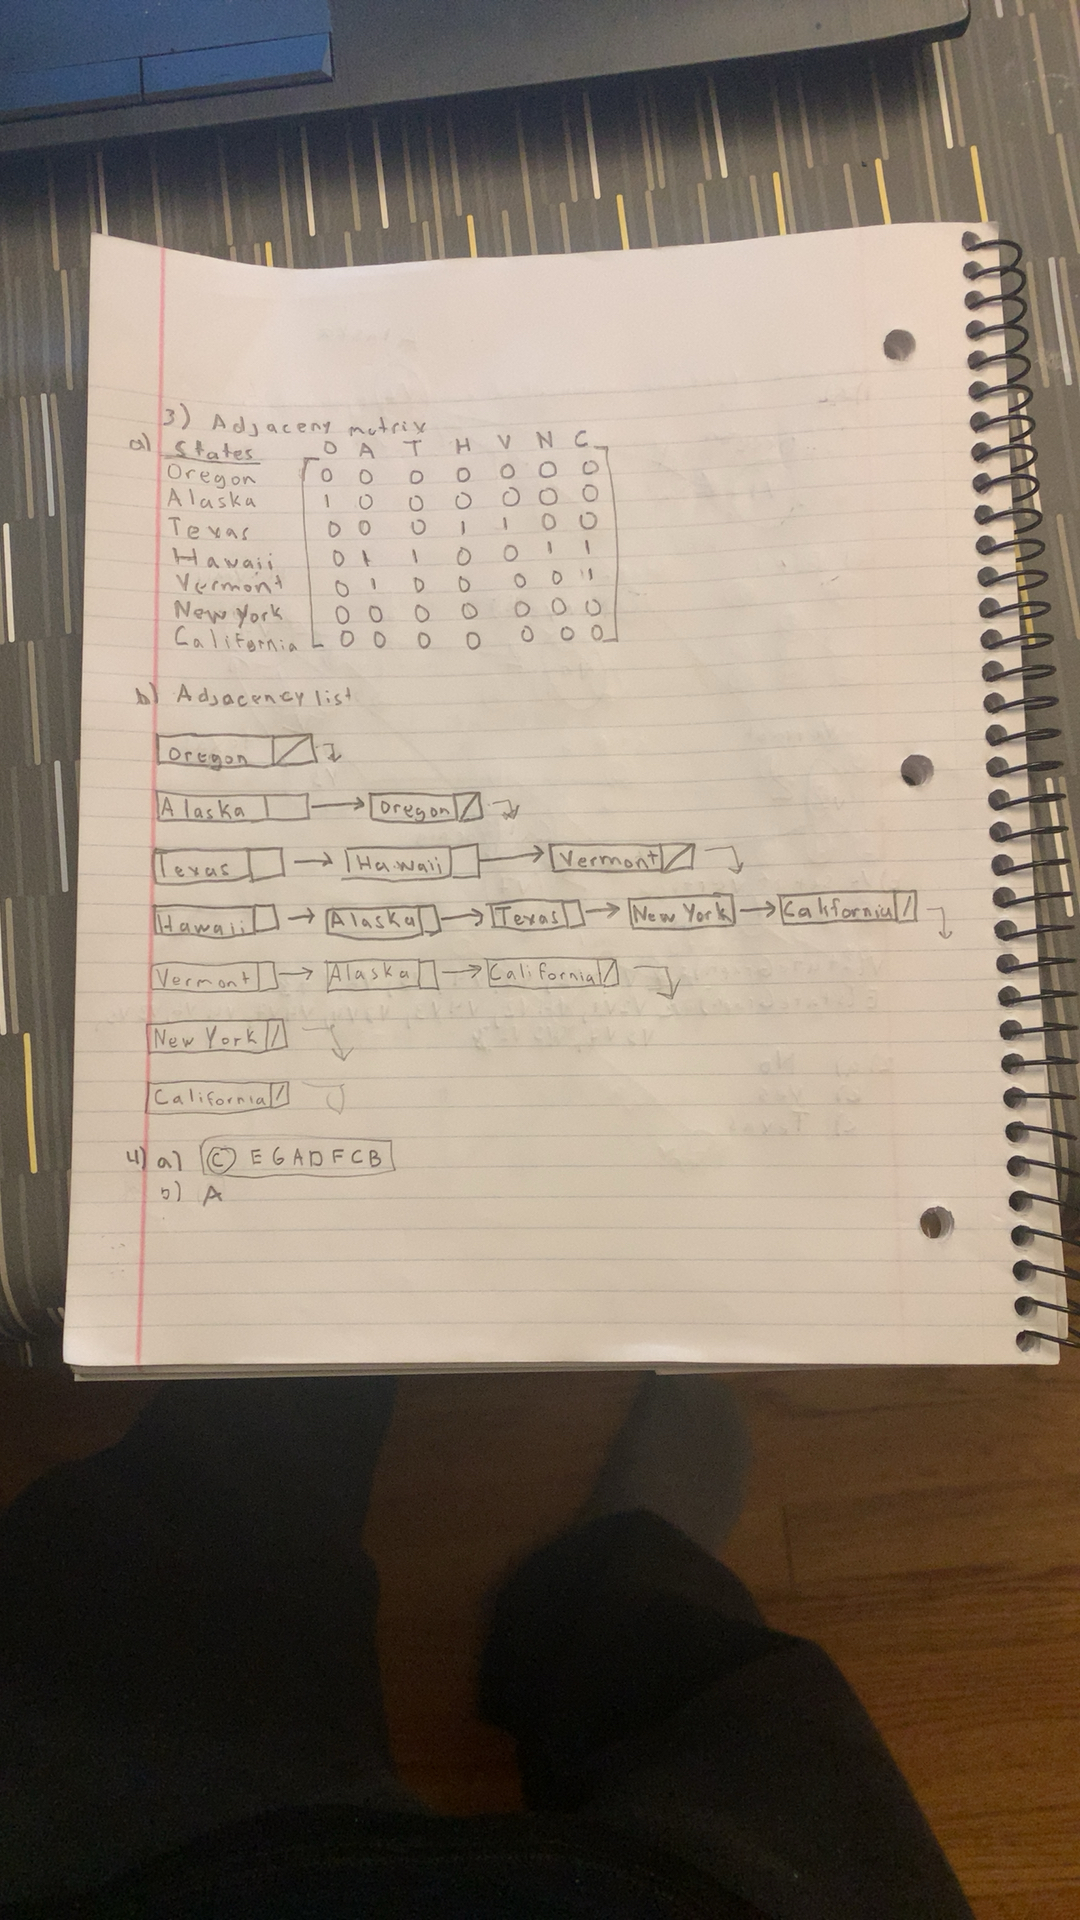 3) Adjaceny matrix
a) States O A T H V N C
Oregon 0 0 0 0 0 0 0
Alaska 1 0 0 0 0 0 0
Texas 0 0 0 1 1 0 0
Hawaii 0 1 1 0 0 1 1
Vermont 0 1 0 0 0 0 1
New York 0 0 0 0 0 0 0
California 0 0 0 0 0 0 0
b) Adjacency list
Oregon
Alaska → Oregon
Texas → Hawaii → Vermont
Hawaii → Alaska → Texas → New York → California
Vermont → Alaska → California
New York
California
4) a) C E G A D F C B
b) A